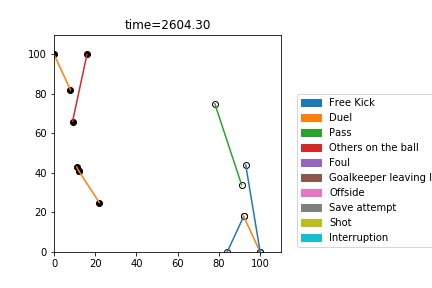 time=2604.30
100
80
60
40
20
0
0
20
40
60
80
100
Free Kick
Duel
Pass
Others on the ball
Foul
Goalkeeper leaving l
Offside
Save attempt
Shot
Interruption